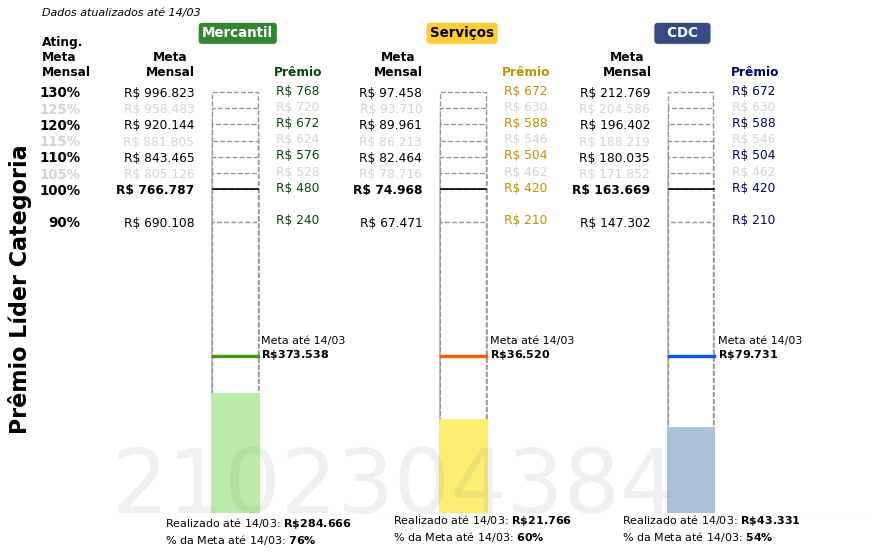 Dados atualizados até 14/03
Mercantil Serviços CDC
Ating.
Meta Meta Meta Meta
Mensal Mensal Prêmio Mensal Prêmio Mensal Prêmio
130% R$ 996.823 R$ 768 R$ 97.458 R$ 672 R$ 212.769 R$ 672
125% R$ 958.483 R$ 720 R$ 93.710 R$ 630 R$ 204.586 R$ 630
120% R$ 920.144 R$ 672 R$ 89.961 R$ 588 R$ 196.402 R$ 588
115% R$ 881.805 R$ 624 R$ 86.213 R$ 546 R$ 188.219 R$ 546
110% R$ 843.465 R$ 576 R$ 82.464 R$ 504 R$ 180.035 R$ 504
105% R$ 805.126 R$ 528 R$ 78.716 R$ 462 R$ 171.852 R$ 462
100% R$ 766.787 R$ 480 R$ 74.968 R$ 420 R$ 163.669 R$ 420
90% R$ 690.108 R$ 240 R$ 67.471 R$ 210 R$ 147.302 R$ 210
Prêmio Líder Categoria
Meta até 14/03 Meta até 14/03 Meta até 14/03
R$373.538 R$36.520 R$79.731
2102304384
Realizado até 14/03: R$284.666 Realizado até 14/03: R$21.766 Realizado até 14/03: R$43.331
% da Meta até 14/03: 76% % da Meta até 14/03: 60% % da Meta até 14/03: 54%